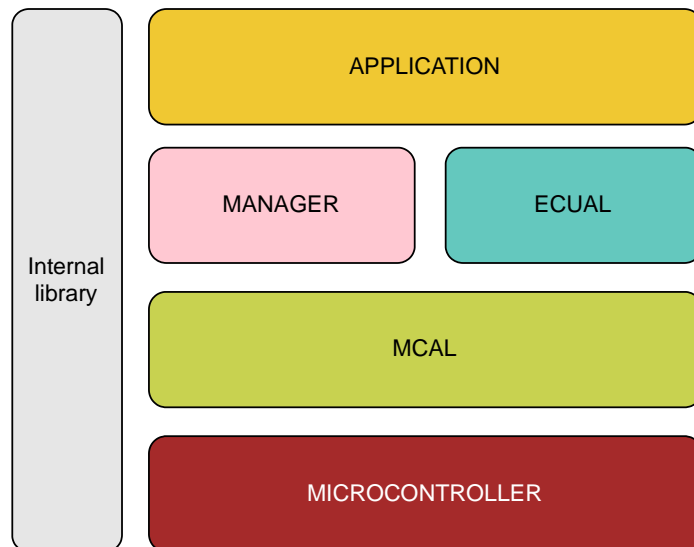 APPLICATION
MANAGER
ECUAL
Internal
library
MCAL
MICROCONTROLLER